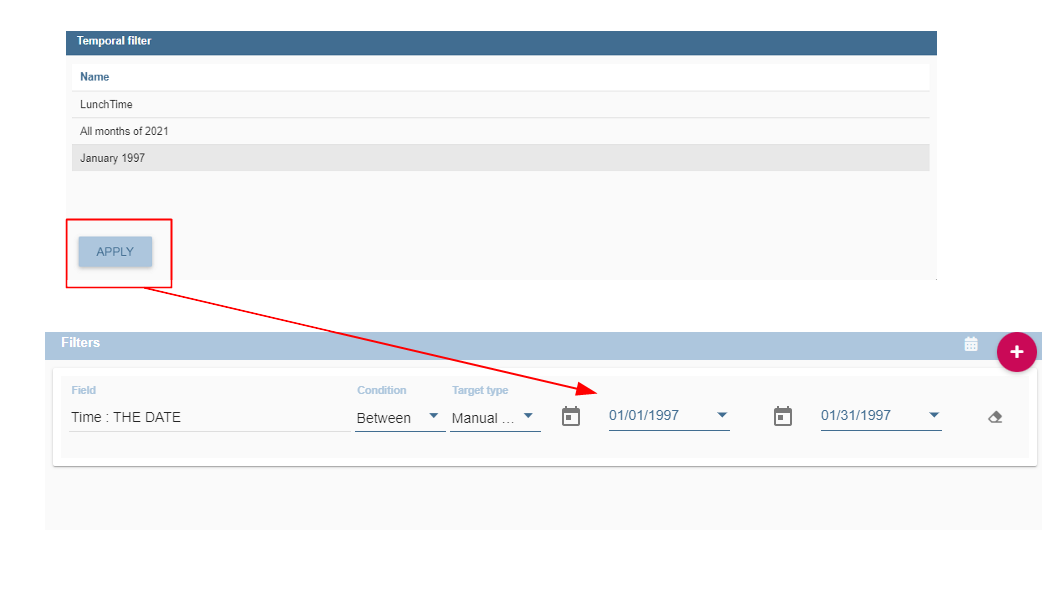 Temporal filter
Name
LunchTime
All months of 2021
January 1997
APPLY
Filters
+
Field Condition Target type
Time : THE DATE Between Manual ... 01/01/1997 01/31/1997